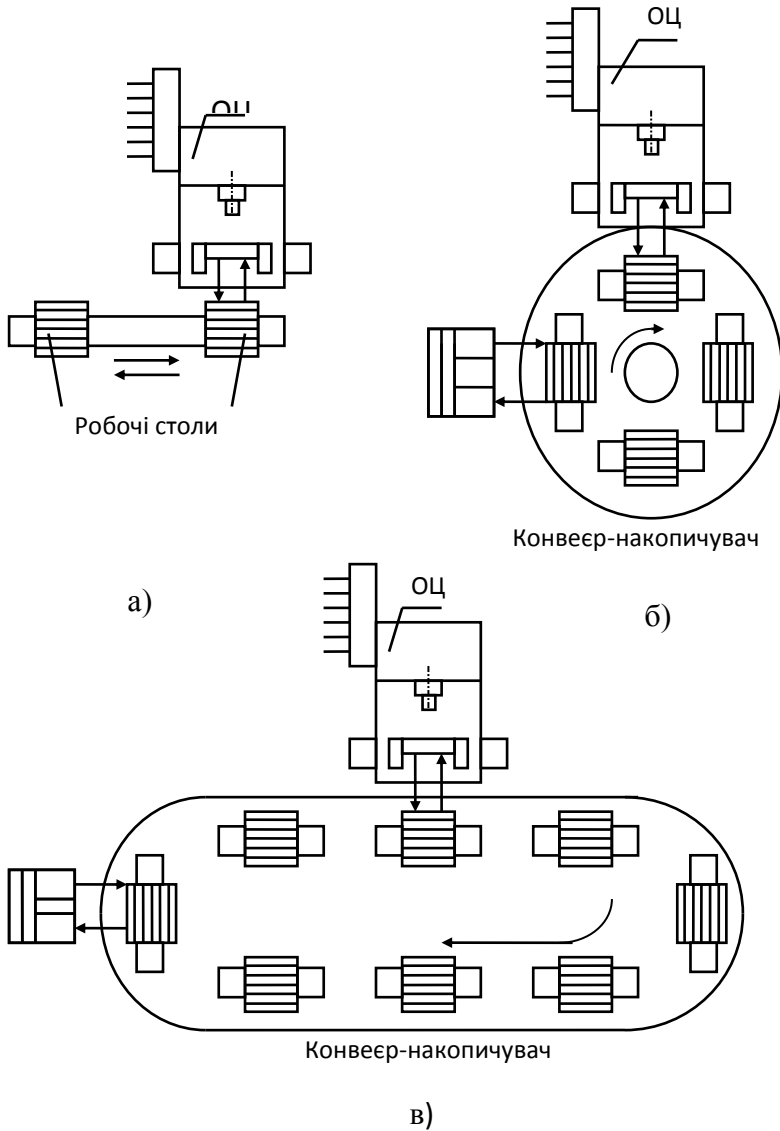 ОЦ
ОЦ
Робочі столи
Конвеєр-накопичувач
а)
б)
ОЦ
Конвеєр-накопичувач
в)